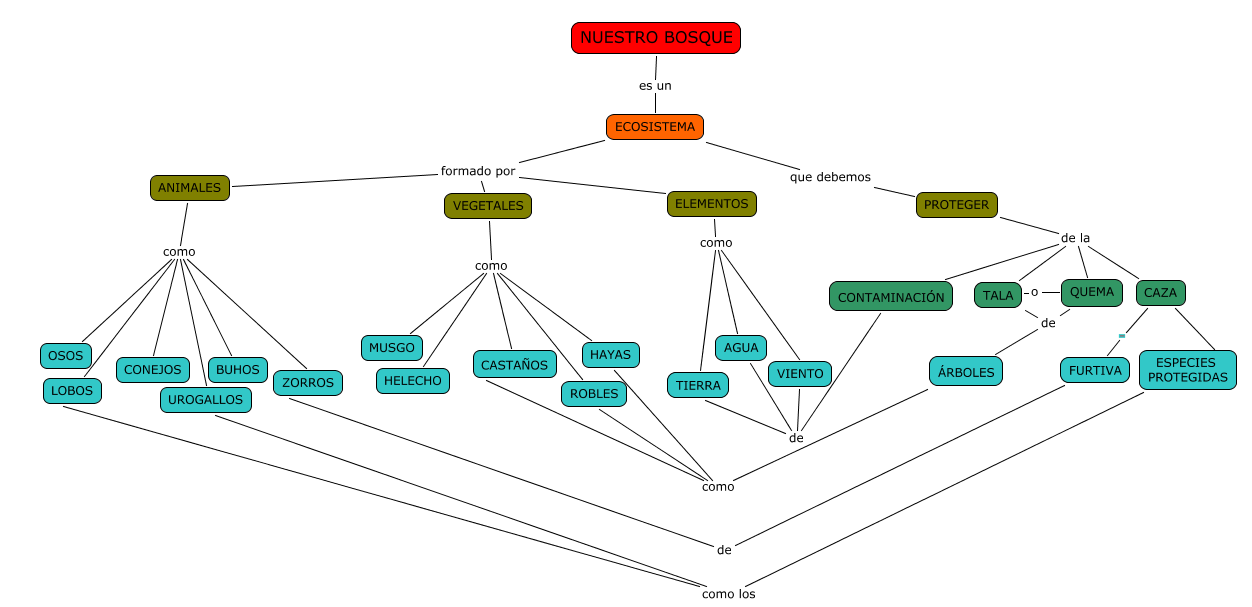 NUESTRO BOSQUE
es un
ECOSISTEMA
formado por
que debemos
ANIMALES
VEGETALES
ELEMENTOS
PROTEGER
como
como
como
de la
CONTAMINACIÓN
TALA
o
QUEMA
CAZA
de
OSOS
LOBOS
CONEJOS
UROGALLOS
BUHOS
ZORROS
MUSGO
HELECHO
CASTAÑOS
ROBLES
HAYAS
TIERRA
AGUA
VIENTO
ÁRBOLES
FURTIVA
ESPECIES
PROTEGIDAS
de
como
de
como los